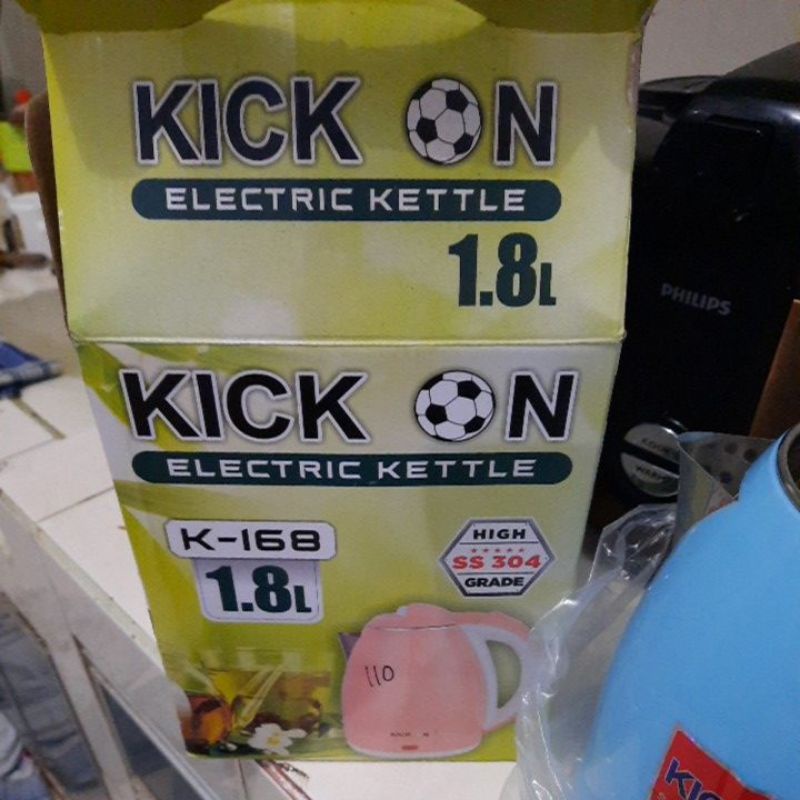 KICK ON
ELECTRIC KETTLE
1.8L
PHILIPS
KICK ON
ELECTRIC KETTLE
K-168
1.8L
HIGH
SS 304
GRADE
110